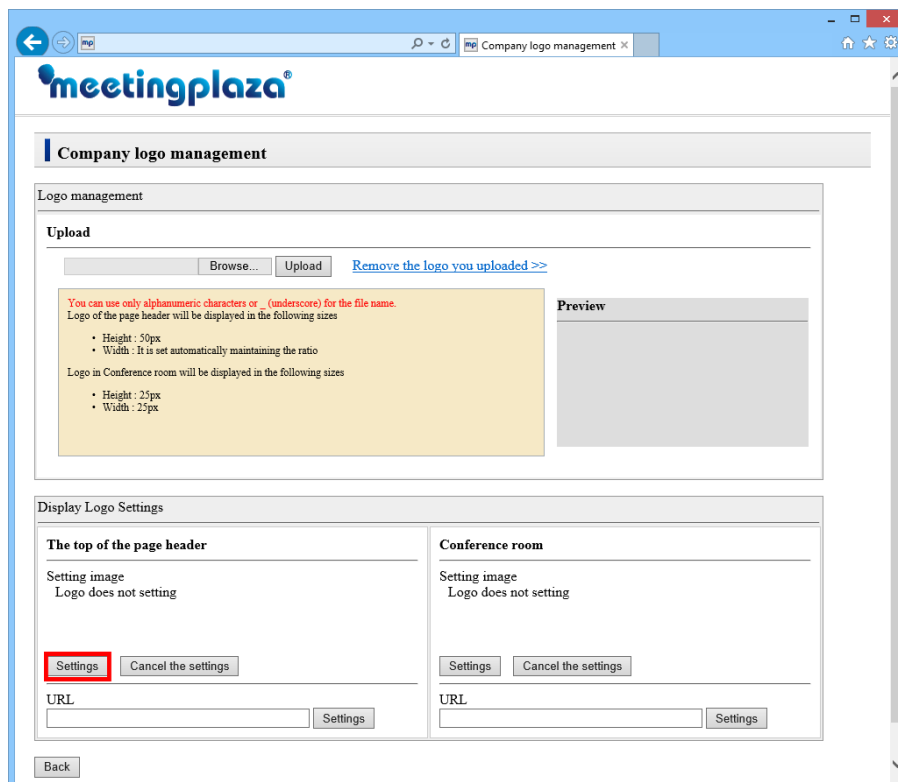 mp
mp Company logo management ×
meetingplaza®
Company logo management
Logo management
Upload
Browse... Upload Remove the logo you uploaded >>
You can use only alphanumeric characters or _ (underscore) for the file name.
Logo of the page header will be displayed in the following sizes
• Height : 50px
• Width : It is set automatically maintaining the ratio
Logo in Conference room will be displayed in the following sizes
• Height : 25px
• Width : 25px
Preview
Display Logo Settings
The top of the page header
Setting image
Logo does not setting
Settings Cancel the settings
URL
Settings
Conference room
Setting image
Logo does not setting
Settings Cancel the settings
URL
Settings
Back